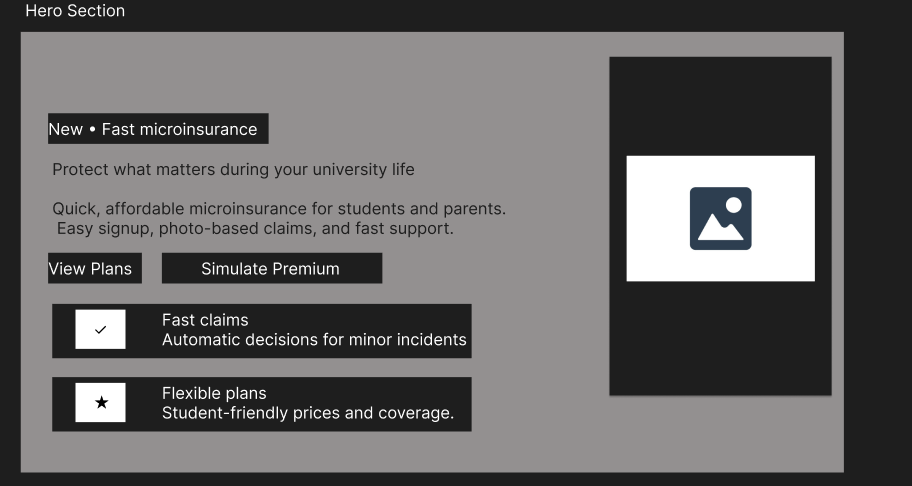 Hero Section
New • Fast microinsurance
Protect what matters during your university life
Quick, affordable microinsurance for students and parents.
Easy signup, photo-based claims, and fast support.
View Plans
Simulate Premium
Fast claims
Automatic decisions for minor incidents
Flexible plans
Student-friendly prices and coverage.